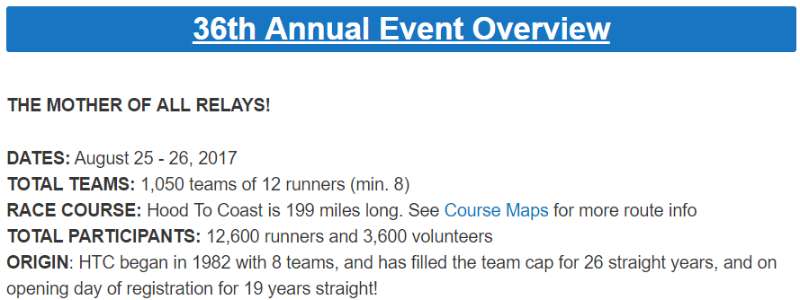 36th Annual Event Overview
THE MOTHER OF ALL RELAYS!
DATES: August 25 - 26, 2017
TOTAL TEAMS: 1,050 teams of 12 runners (min. 8)
RACE COURSE: Hood To Coast is 199 miles long. See Course Maps for more route info
TOTAL PARTICIPANTS: 12,600 runners and 3,600 volunteers
ORIGIN: HTC began in 1982 with 8 teams, and has filled the team cap for 26 straight years, and on
opening day of registration for 19 years straight!